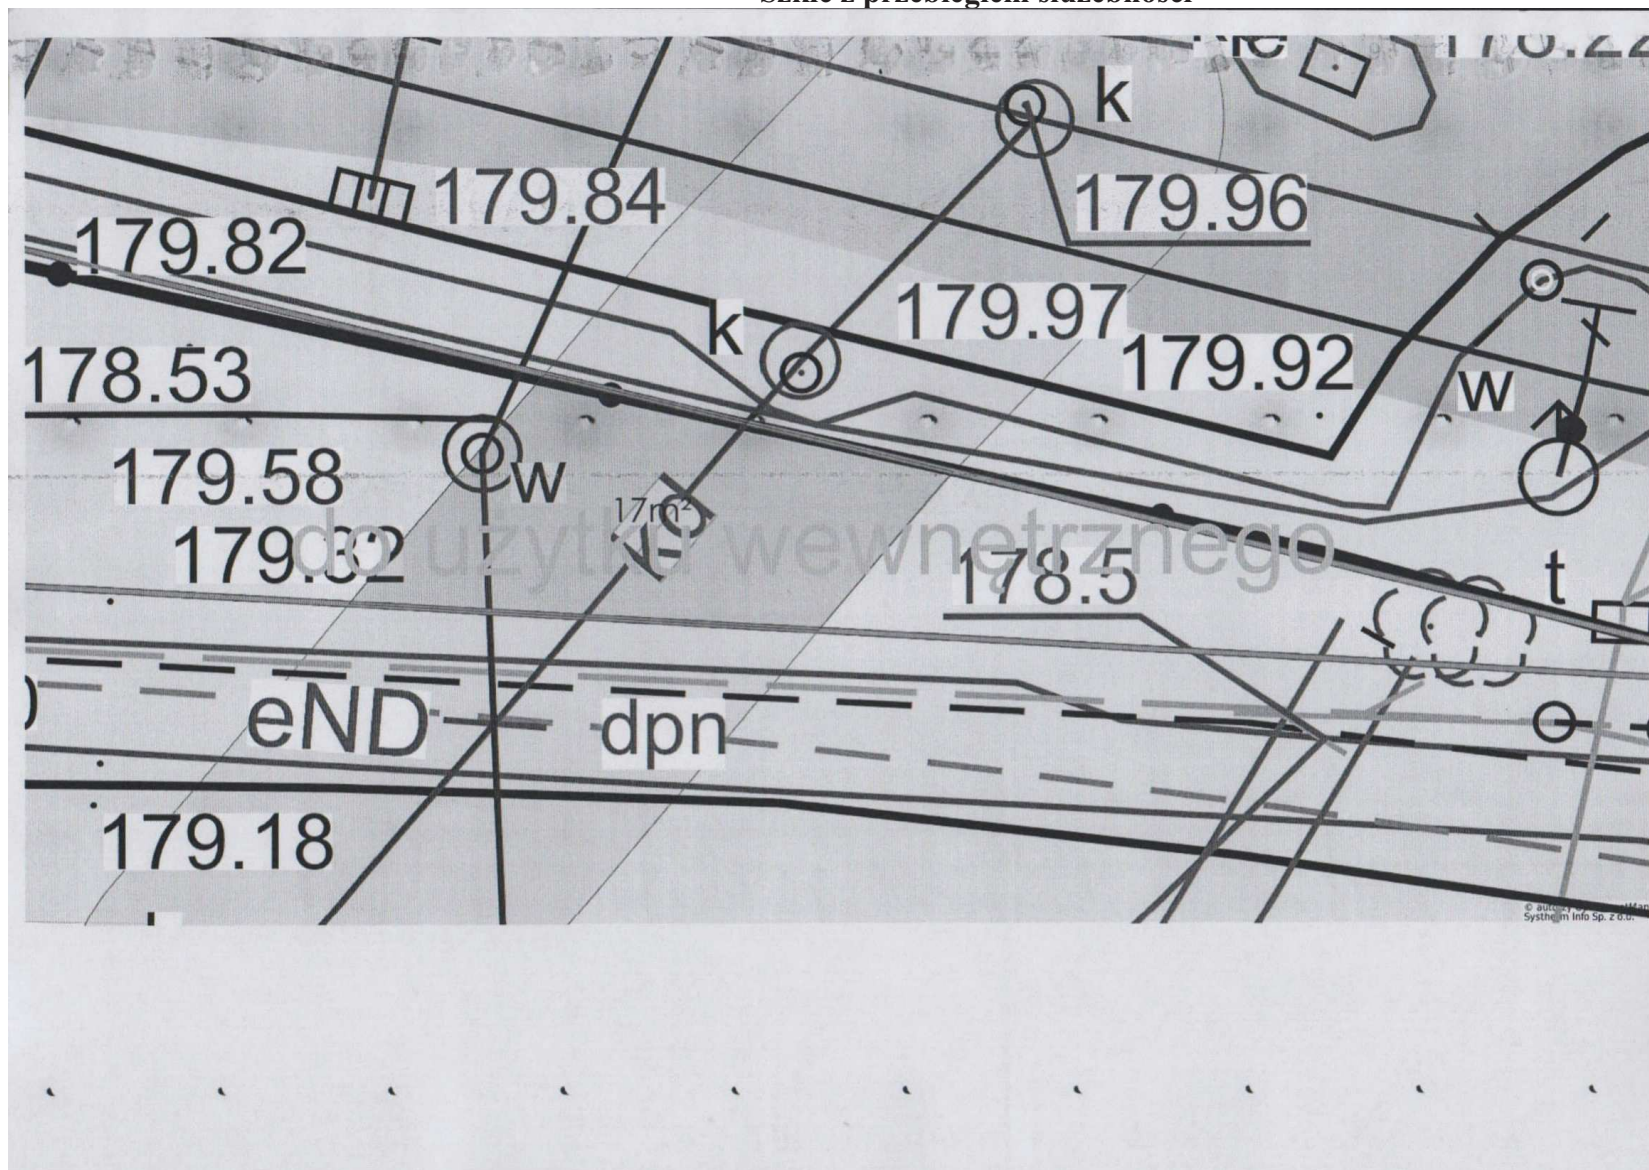 Szkic z przebiegiem służebności
k
179.84
179.96
179.82
k
179.97
179.92
178.53
w
179.58
w
17m²
kd
179.32
do użytku wewnętrznego
178.5
t
eND
dpn
179.18
Systherm Info Sp. z o.o.